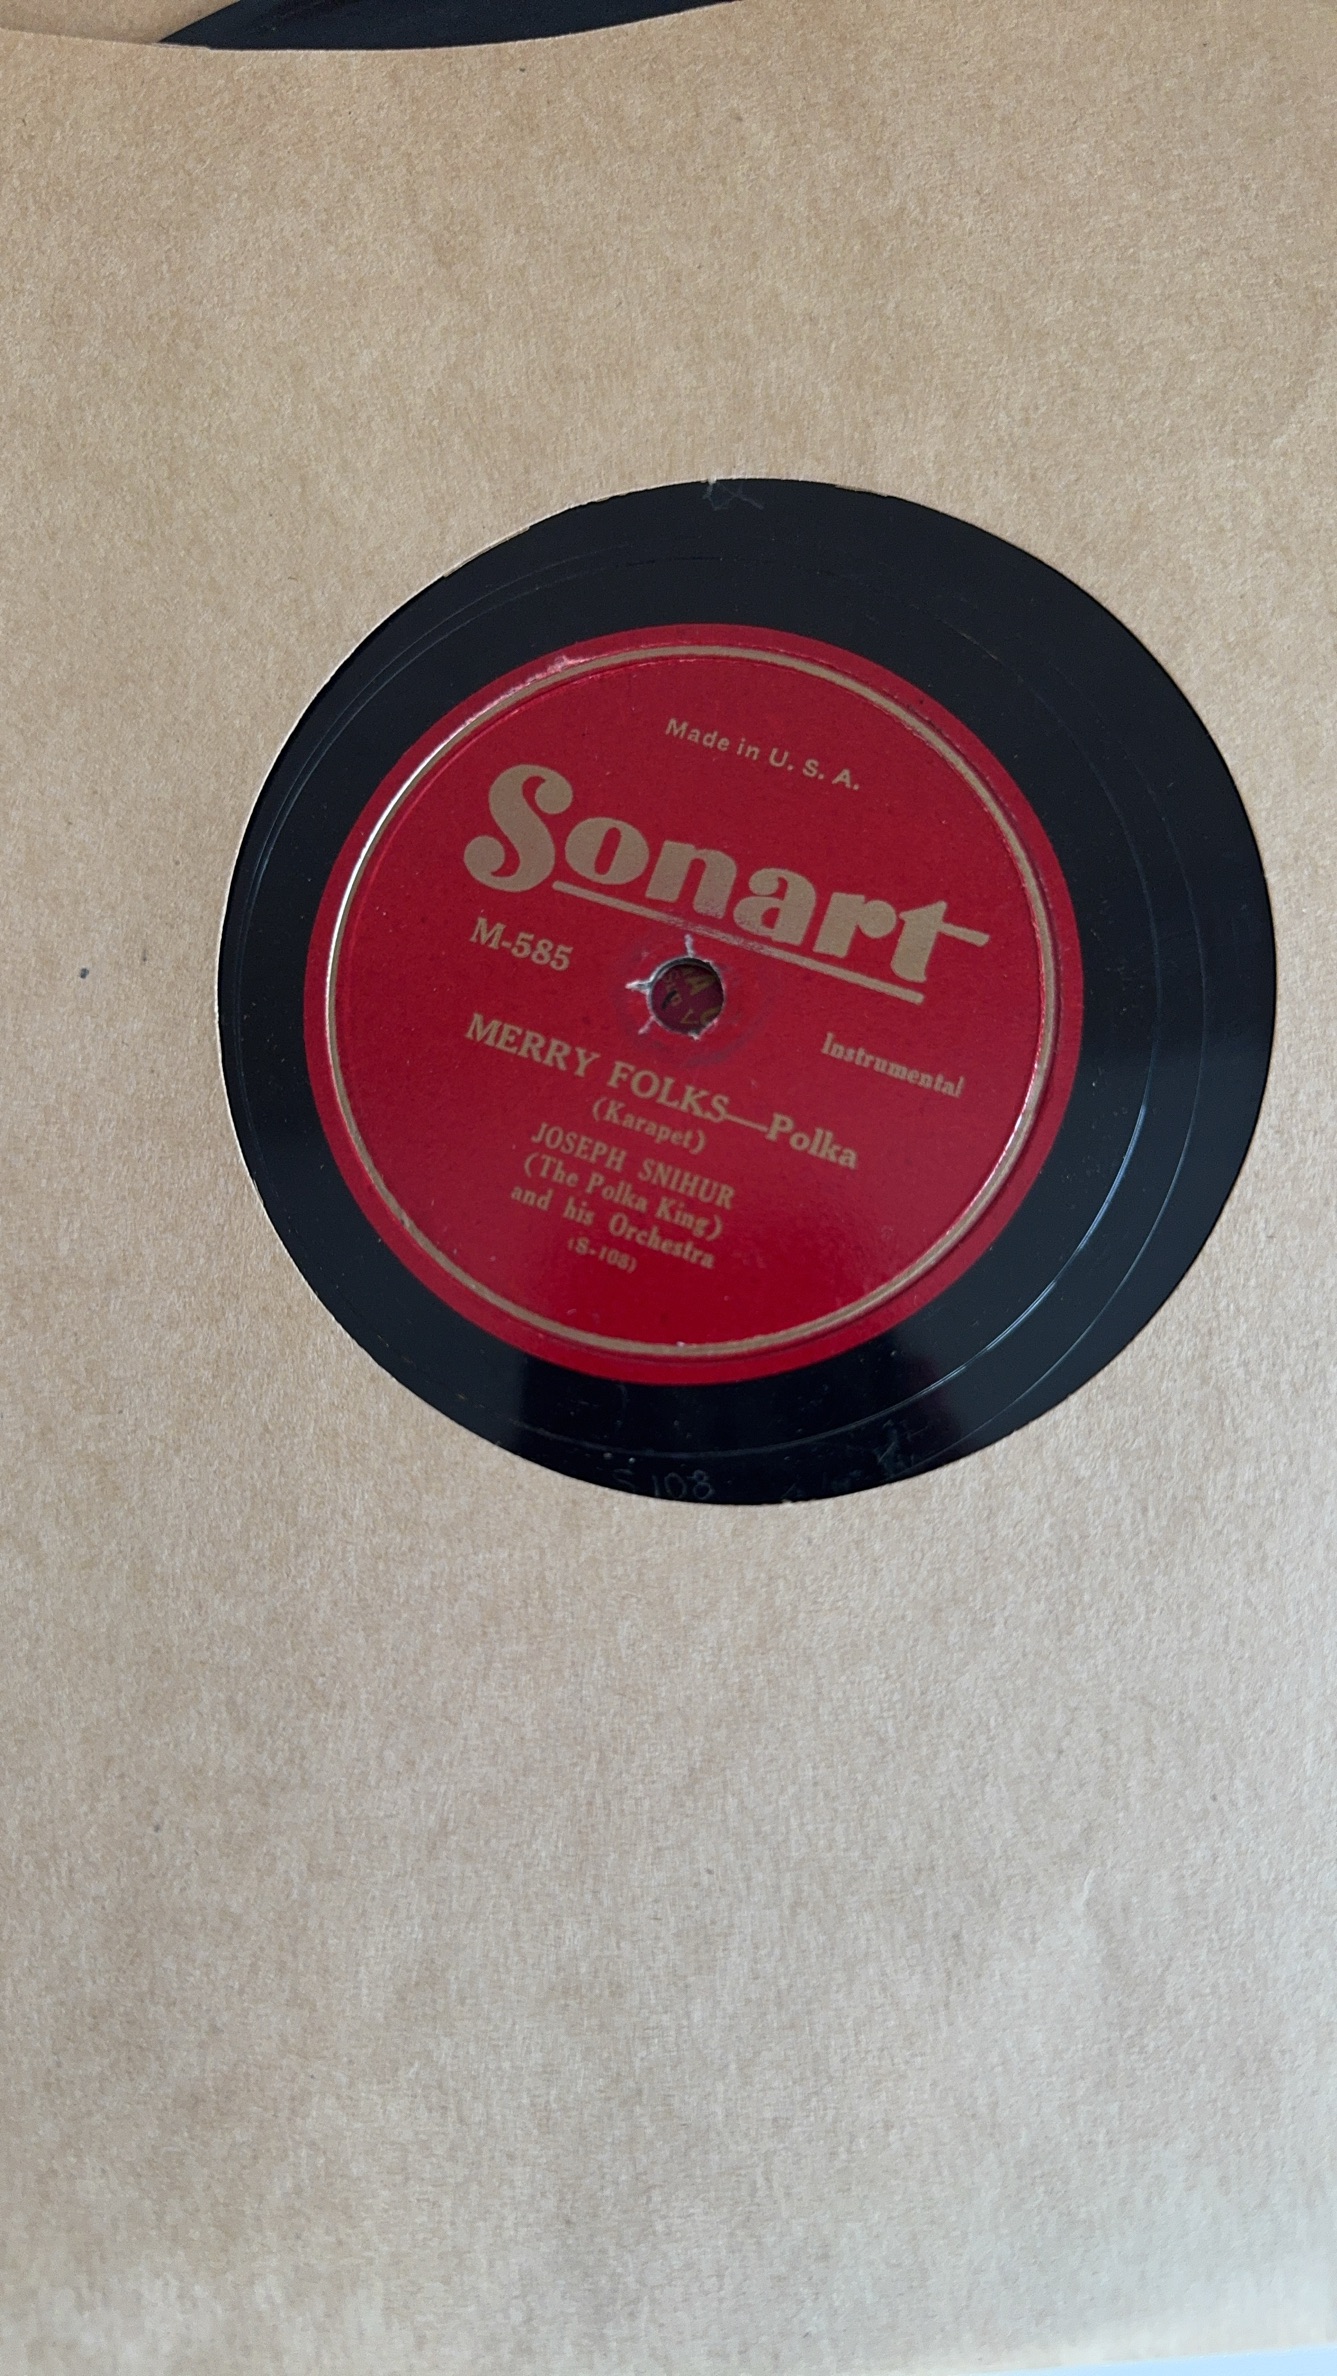 Made in U. S. A.
Sonart
M-585
Instrumental
MERRY FOLKS—Polka
(Karapet)
JOSEPH SNIHUR
(The Polka King)
and his Orchestra
(S-108)
S 108